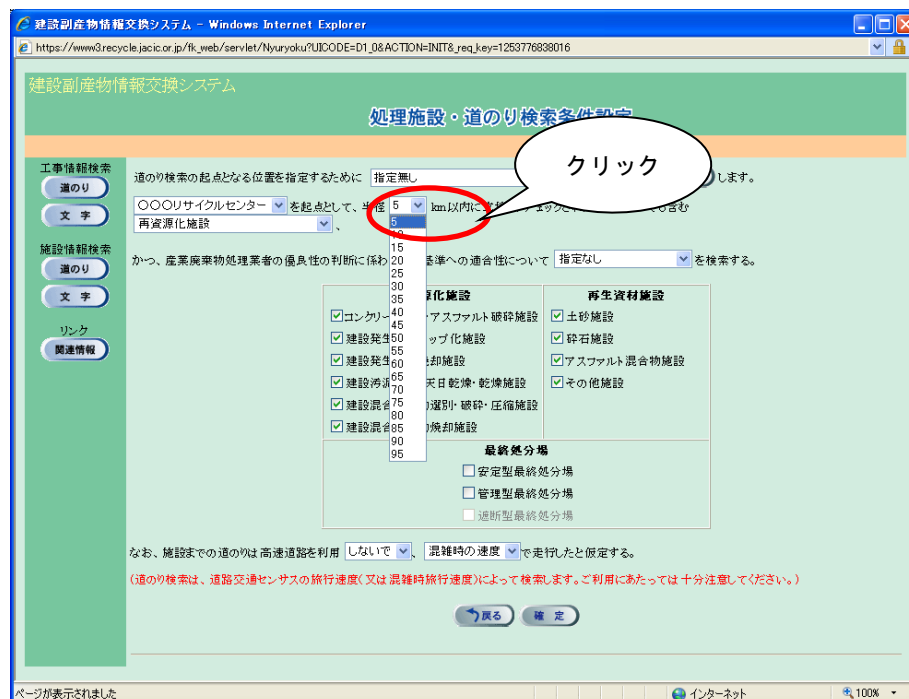 建設副産物情報交換システム - Windows Internet Explorer
https://www3.recycle.jacic.or.jp/fk_web/servlet/Nyuryoku?UICODE=D1_0&ACTION=INIT&_req_key=1253776838016
建設副産物情報交換システム
処理施設・道のり検索条件設定
クリック
工事情報検索
道のり
文 字
施設情報検索
道のり
文 字
リンク
関連情報
道のり検索の起点となる位置を指定するために 指定無し します。
〇〇〇リサイクルセンター を起点として、半径 5 km以内に
含む
再資源化施設 、
かつ、産業廃棄物処理業者の優良性の判断に係わ 基準への適合性について 指定なし を検索する。
5
10
15
20
25
30
35
40
45
50
55
60
65
70
75
80
85
90
95
源化施設
コンクリー ・アスファルト破砕施設
建設発生 ップ化施設
建設発生 却施設
建設汚泥 天日乾燥・乾燥施設
建設混合 選別・破砕・圧縮施設
建設混合 焼却施設
再生資材施設
土砂施設
砕石施設
アスファルト混合物施設
その他施設
最終処分場
安定型最終処分場
管理型最終処分場
遮断型最終処分場
なお、施設までの道のりは高速道路を利用 しないで 、 混雑時の速度 で走行したと仮定する。
(道のり検索は、道路交通センサスの旅行速度(又は混雑時旅行速度)によって検索します。ご利用にあたっては十分注意してください。)
戻る 確 定
ページが表示されました インターネット 100%